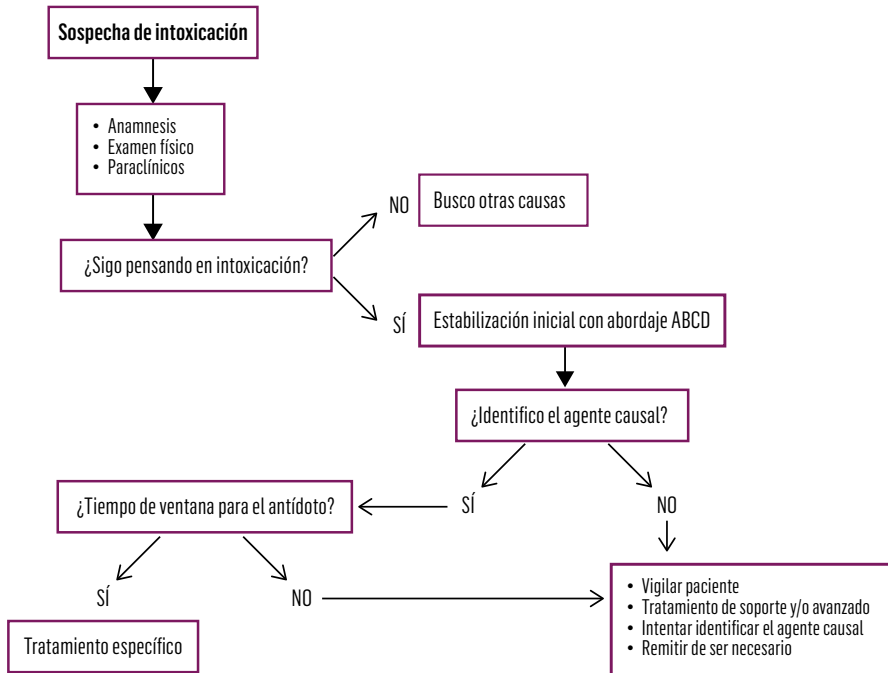 Sospecha de intoxicación
• Anamnesis
• Examen físico
• Paraclínicos
¿Sigo pensando en intoxicación?
NO
Busco otras causas
SÍ
Estabilización inicial con abordaje ABCD
¿Identifico el agente causal?
SÍ
NO
¿Tiempo de ventana para el antídoto?
SÍ
NO
Tratamiento específico
• Vigilar paciente
• Tratamiento de soporte y/o avanzado
• Intentar identificar el agente causal
• Remitir de ser necesario